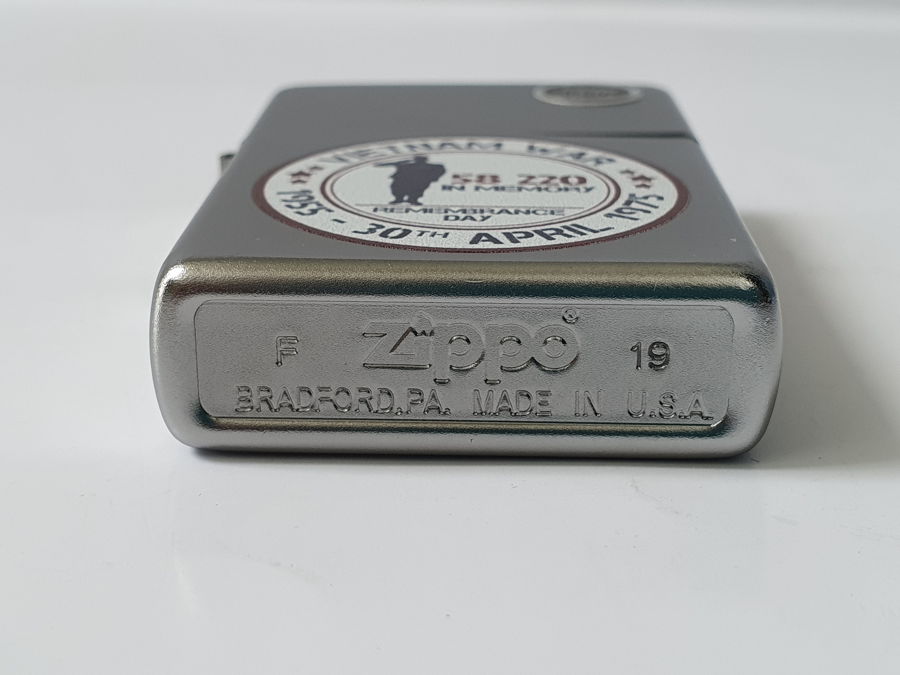 VIETNAM WAR
58 220
IN MEMORY
REMEMBRANCE
DAY
1955 - 30TH APRIL 1975
F zippo® 19
BRADFORD,PA. MADE IN U.S.A.